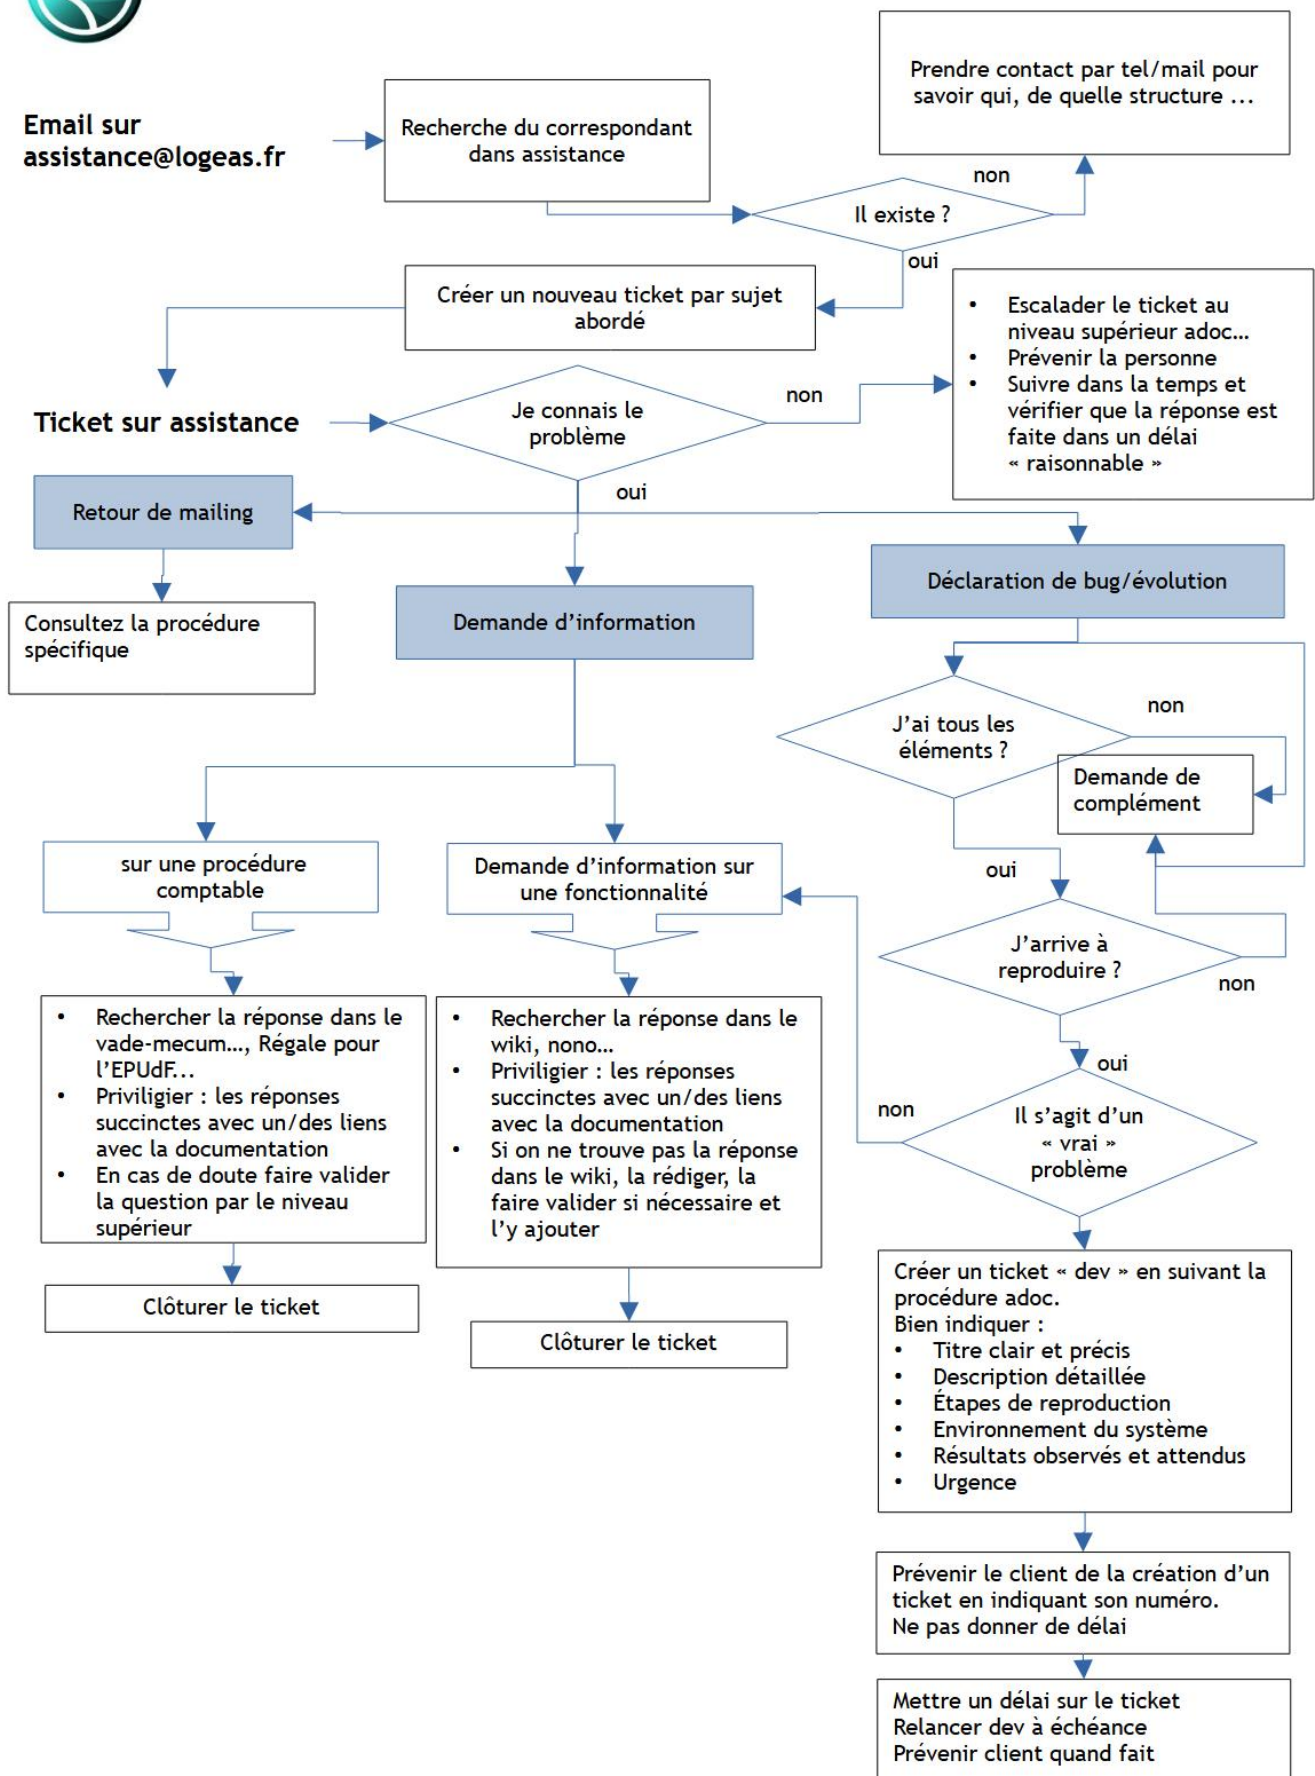 Prendre contact par tel/mail pour
savoir qui, de quelle structure ...
Email sur
assistance@logeas.fr
Recherche du correspondant
dans assistance
non
Il existe ?
oui
Créer un nouveau ticket par sujet
abordé
• Escalader le ticket au
niveau supérieur adoc...
• Prévenir la personne
• Suivre dans la temps et
vérifier que la réponse est
faite dans un délai
« raisonnable »
Ticket sur assistance
Je connais le
problème
non
oui
Retour de mailing
Consultez la procédure
spécifique
Demande d’information
Déclaration de bug/évolution
J’ai tous les
éléments ?
non
Demande de
complément
oui
sur une procédure
comptable
Demande d’information sur
une fonctionnalité
J’arrive à
reproduire ?
non
oui
• Rechercher la réponse dans le
vade-mecum..., Régale pour
l’EPUdF...
• Priviligier : les réponses
succinctes avec un/des liens
avec la documentation
• En cas de doute faire valider
la question par le niveau
supérieur
Clôturer le ticket
• Rechercher la réponse dans le
wiki, nono...
• Priviligier : les réponses
succinctes avec un/des liens
avec la documentation
• Si on ne trouve pas la réponse
dans le wiki, la rédiger, la
faire valider si nécessaire et
l’y ajouter
Clôturer le ticket
non
Il s’agit d’un
« vrai »
problème
Créer un ticket « dev » en suivant la
procédure adoc.
Bien indiquer :
• Titre clair et précis
• Description détaillée
• Étapes de reproduction
• Environnement du système
• Résultats observés et attendus
• Urgence
Prévenir le client de la création d’un
ticket en indiquant son numéro.
Ne pas donner de délai
Mettre un délai sur le ticket
Relancer dev à échéance
Prévenir client quand fait